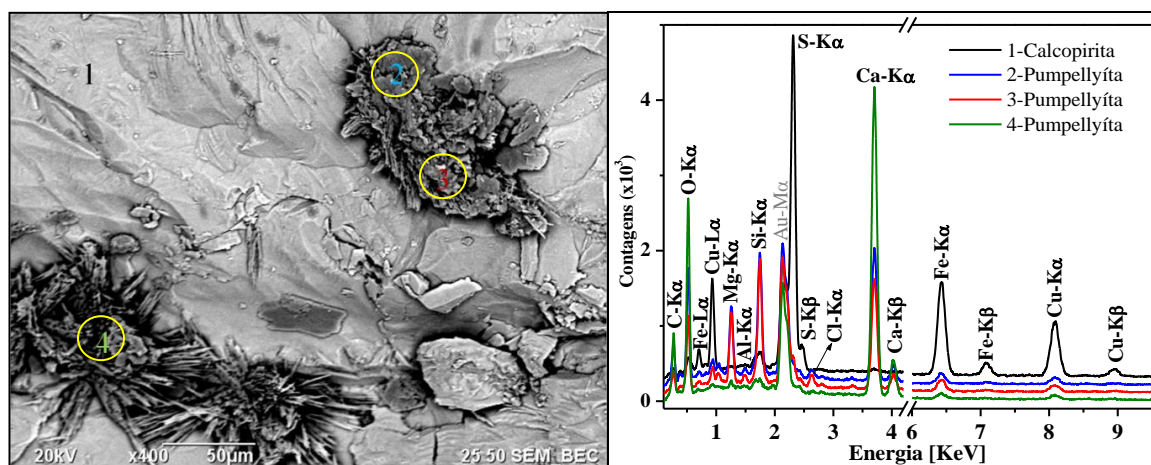 1
2
3
4
20kV x400 50µm 25 50 SEM_BEC
Contagens (x10³)
4
2
0
C-Kα
O-Kα
Fe-Lα
Cu-Lα
Mg-Kα
Al-Kα
Si-Kα
Au-Mα
S-Kα
S-Kβ
Cl-Kα
Ca-Kα
Ca-Kβ
Fe-Kα
Fe-Kβ
Cu-Kα
Cu-Kβ
1-Calcopirita
2-Pumpellyíta
3-Pumpellyíta
4-Pumpellyíta
1 2 3 4 6 7 8 9
Energia [KeV]